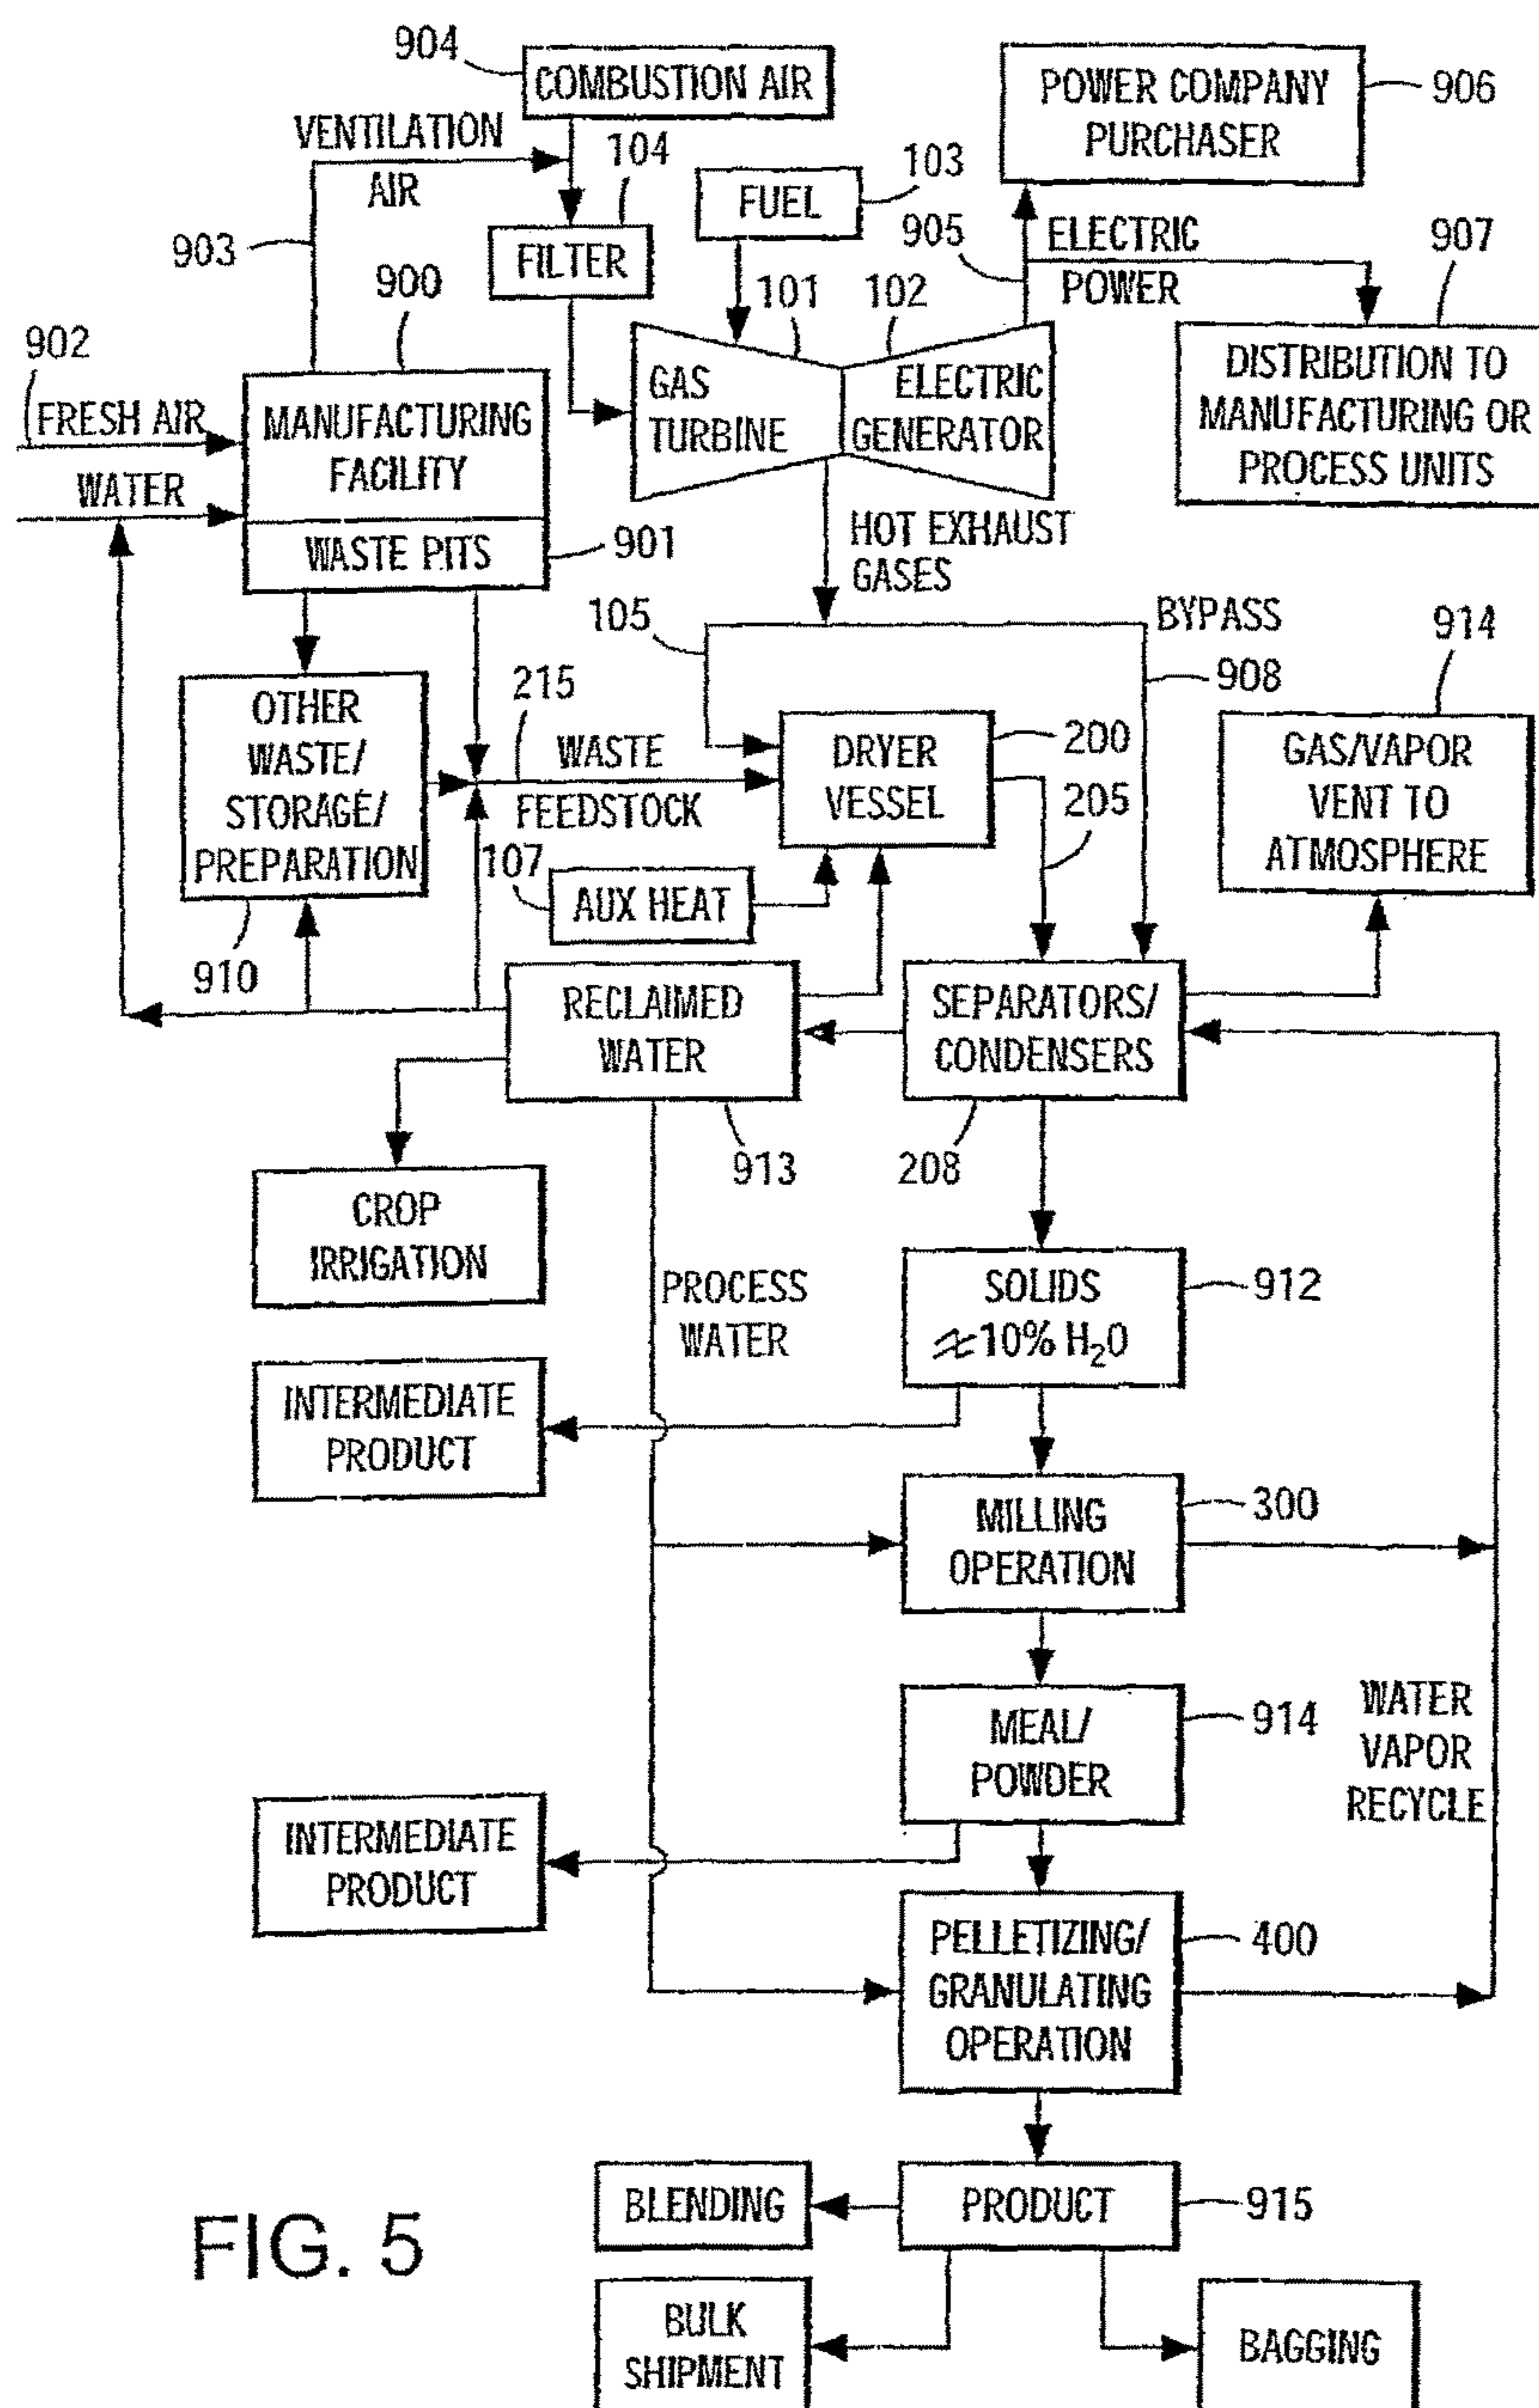 904
COMBUSTION AIR
POWER COMPANY
PURCHASER
906
VENTILATION
AIR
104
FUEL
103
903
900
FILTER
101
102
905
ELECTRIC
POWER
907
902
FRESH AIR
WATER
MANUFACTURING
FACILITY
WASTE PITS
901
GAS
TURBINE
ELECTRIC
GENERATOR
DISTRIBUTION TO
MANUFACTURING OR
PROCESS UNITS
HOT EXHAUST
GASES
105
BYPASS
908
914
OTHER
WASTE/
STORAGE/
PREPARATION
910
215
WASTE
FEEDSTOCK
DRYER
VESSEL
200
205
GAS/VAPOR
VENT TO
ATMOSPHERE
107
AUX HEAT
RECLAIMED
WATER
913
SEPARATORS/
CONDENSERS
208
CROP
IRRIGATION
PROCESS
WATER
SOLIDS
≈10% H₂O
912
INTERMEDIATE
PRODUCT
MILLING
OPERATION
300
MEAL/
POWDER
914
WATER
VAPOR
RECYCLE
INTERMEDIATE
PRODUCT
PELLETIZING/
GRANULATING
OPERATION
400
BLENDING
PRODUCT
915
FIG. 5
BULK
SHIPMENT
BAGGING